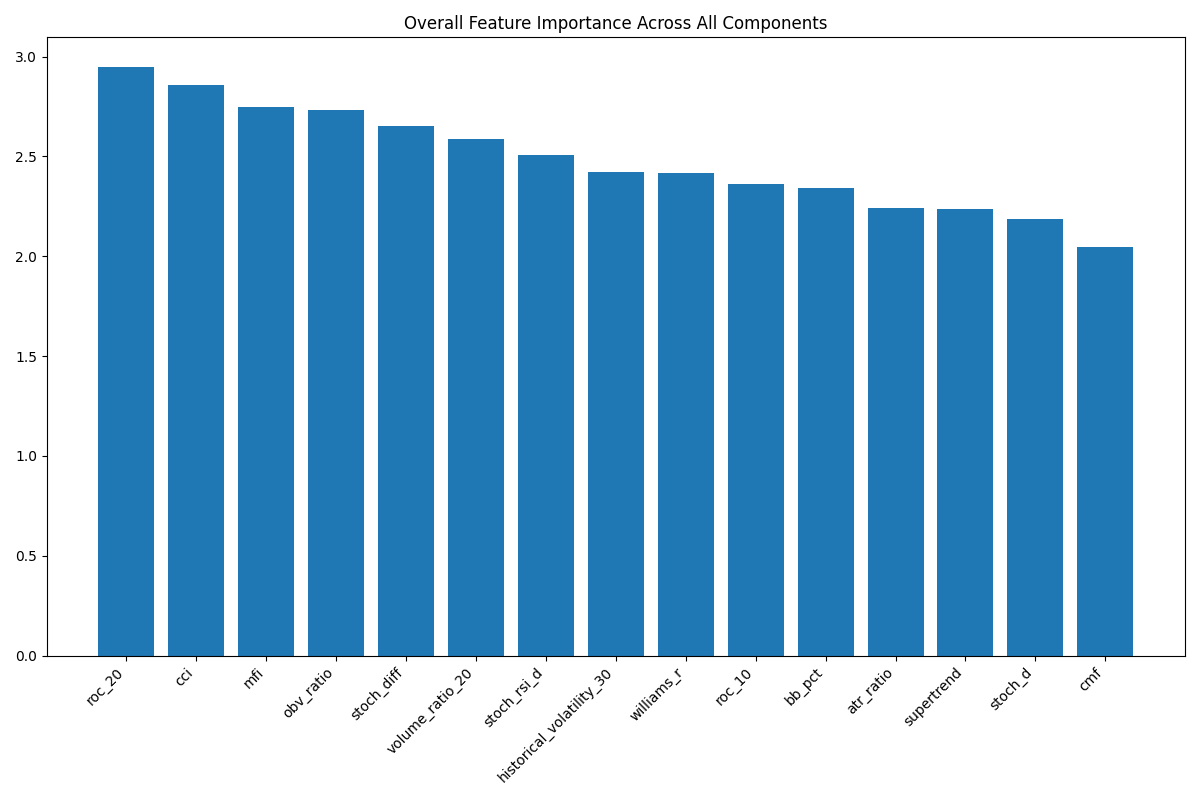 Overall Feature Importance Across All Components
3.0
2.5
2.0
1.5
1.0
0.5
0.0
roc_20
cci
mfi
obv_ratio
stoch_diff
volume_ratio_20
stoch_rsi_d
historical_volatility_30
williams_r
roc_10
bb_pct
atr_ratio
supertrend
stoch_d
cmf